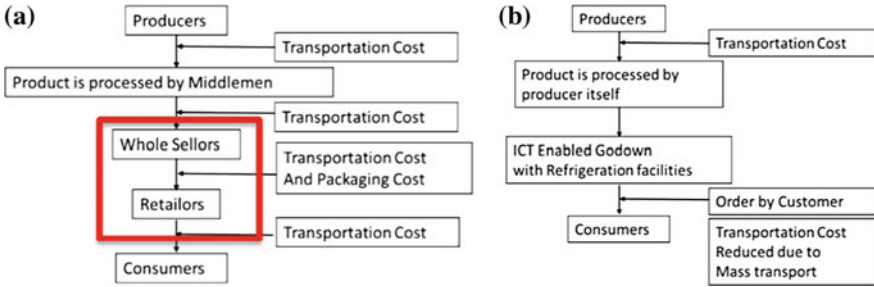 (a)
Producers
Transportation Cost
Product is processed by Middlemen
Transportation Cost
Whole Sellors
Transportation Cost
And Packaging Cost
Retailors
Transportation Cost
Consumers
(b)
Producers
Transportation Cost
Product is processed by
producer itself
ICT Enabled Godown
with Refrigeration facilities
Order by Customer
Consumers
Transportation Cost
Reduced due to
Mass transport